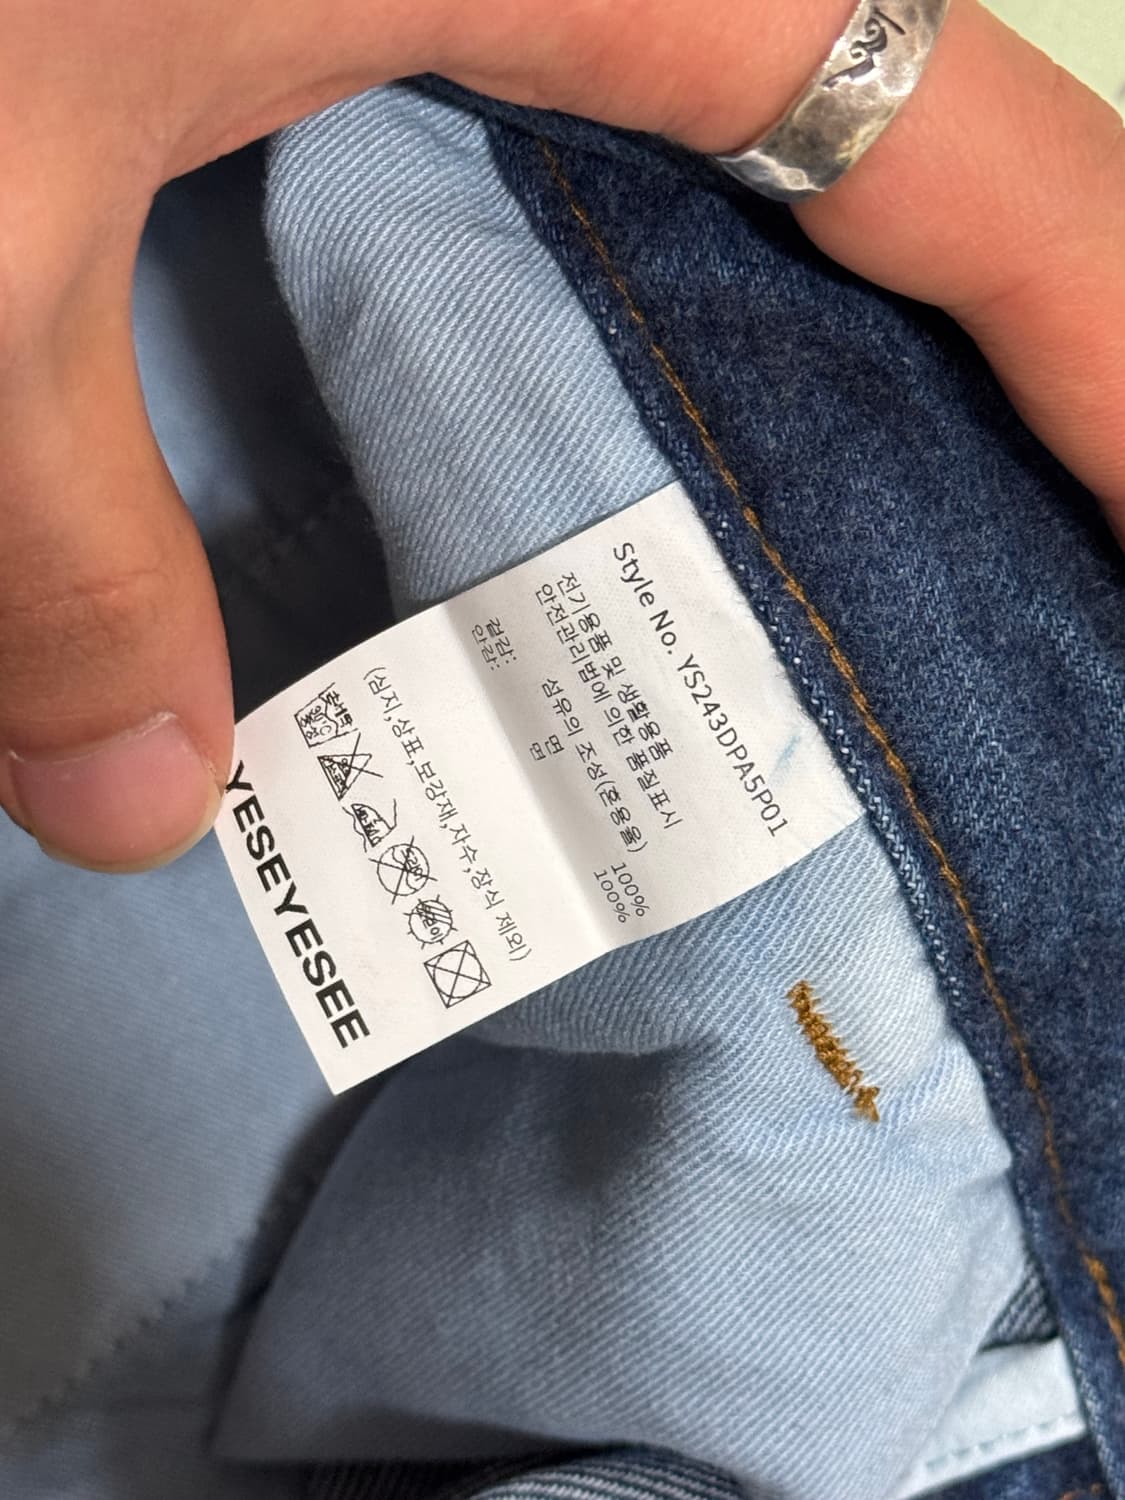 Style No. YS243DPA5P01
전기용품 및 생활용품
안전관리법에 의한 품질표시
섬유의 조성(혼용율)
겉감: 면 100%
안감: 면 100%
(심지,상표,보강재,자수,장식 제외)
YESEYESEE